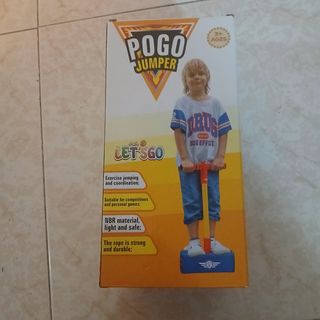 POGO
JUMPER
3+
AGES
LET'SGO
Exercise jumping
and coordination;
Suitable for competitions
and personal games;
NBR material,
light and safe;
The rope is strong
and durable;